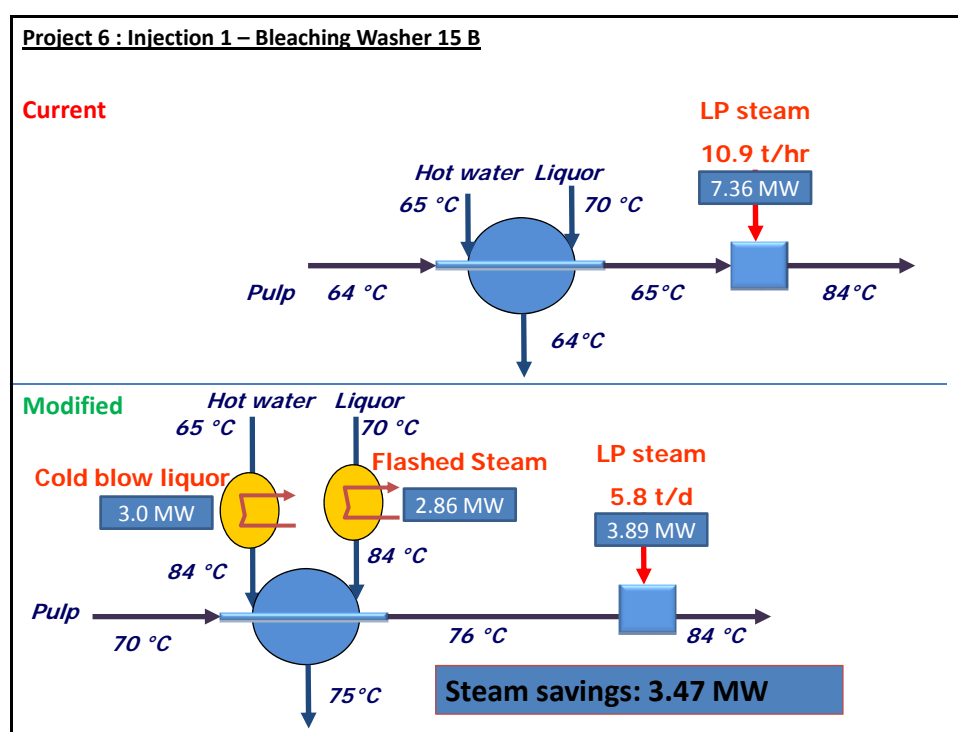 Project 6 : Injection 1 – Bleaching Washer 15 B
Current
LP steam
10.9 t/hr
7.36 MW
Hot water Liquor
65 °C
70 °C
Pulp
64 °C
65°C
84°C
64°C
Modified
Hot water
Liquor
65 °C
70 °C
Cold blow liquor
3.0 MW
Flashed Steam
2.86 MW
LP steam
5.8 t/d
3.89 MW
84 °C
84 °C
Pulp
70 °C
76 °C
84 °C
75°C
Steam savings: 3.47 MW